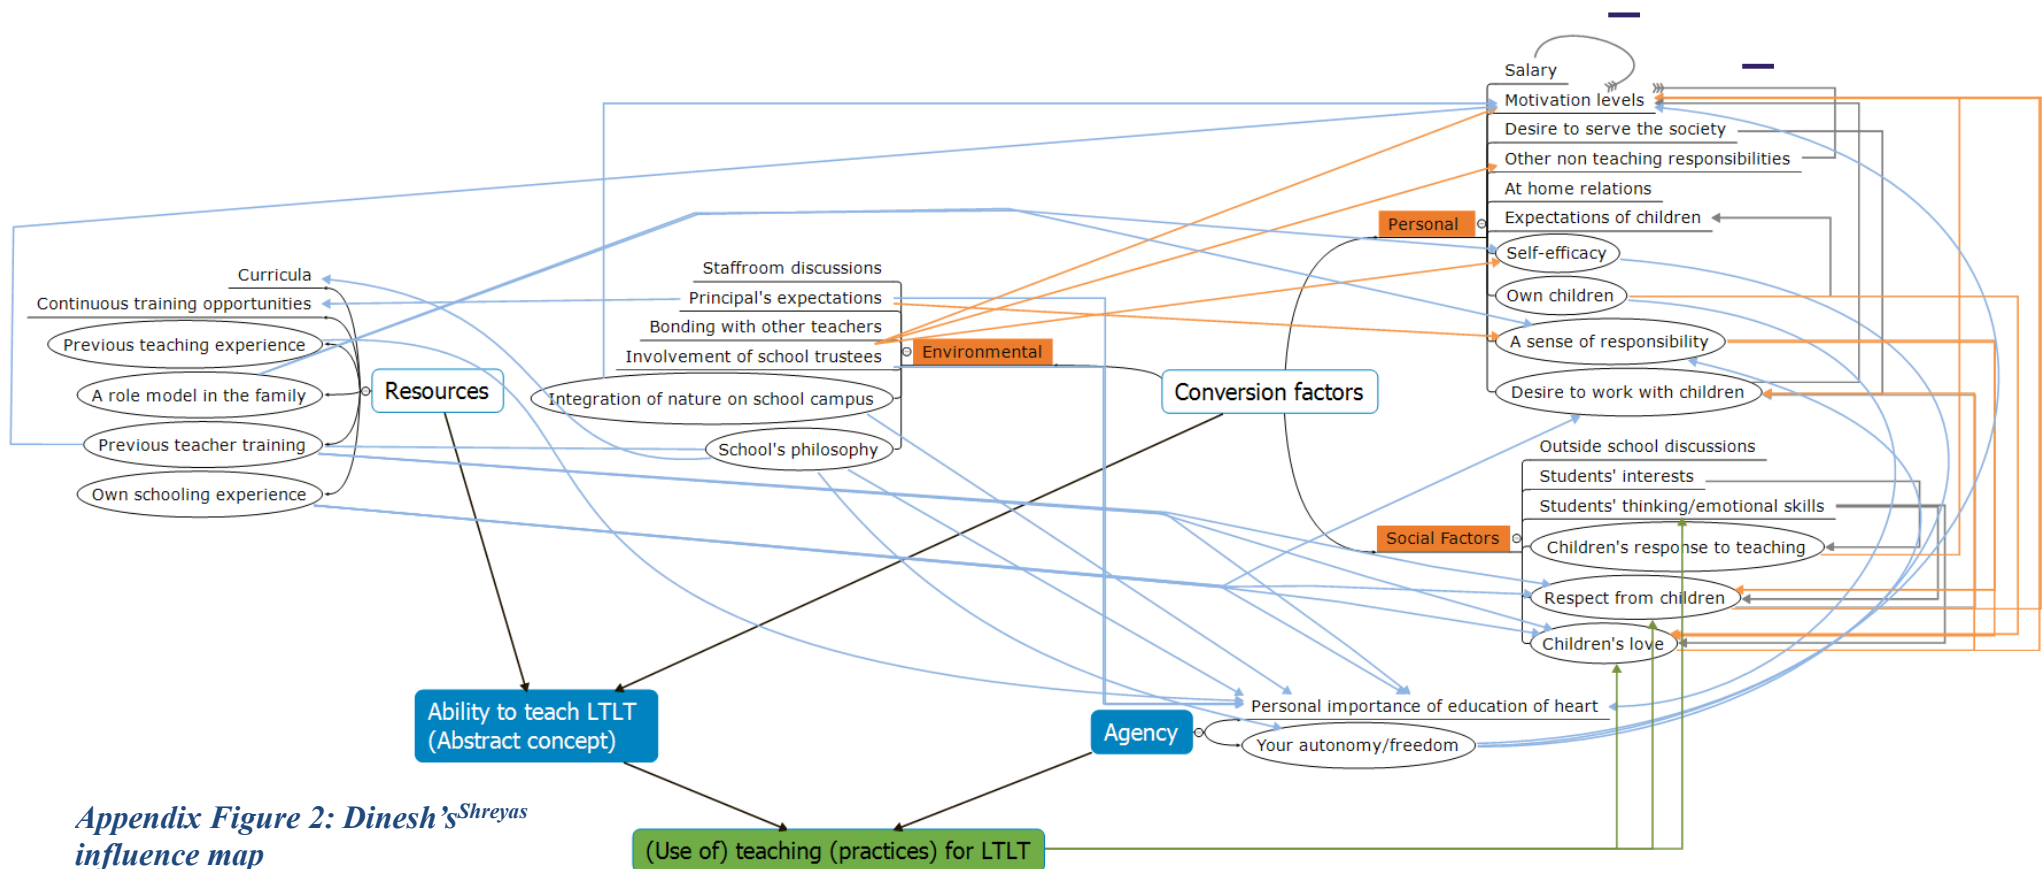 Salary
Motivation levels
Desire to serve the society
Other non teaching responsibilities
At home relations
Expectations of children
Personal
Self-efficacy
Own children
A sense of responsibility
Desire to work with children
Staffroom discussions
Principal's expectations
Bonding with other teachers
Involvement of school trustees
Environmental
Integration of nature on school campus
School's philosophy
Curricula
Continuous training opportunities
Previous teaching experience
A role model in the family
Previous teacher training
Own schooling experience
Resources
Conversion factors
Outside school discussions
Students' interests
Students' thinking/emotional skills
Social Factors
Children's response to teaching
Respect from children
Children's love
Personal importance of education of heart
Agency
Your autonomy/freedom
Ability to teach LTLT
(Abstract concept)
(Use of) teaching (practices) for LTLT
Appendix Figure 2: Dinesh's Shreyas
influence map